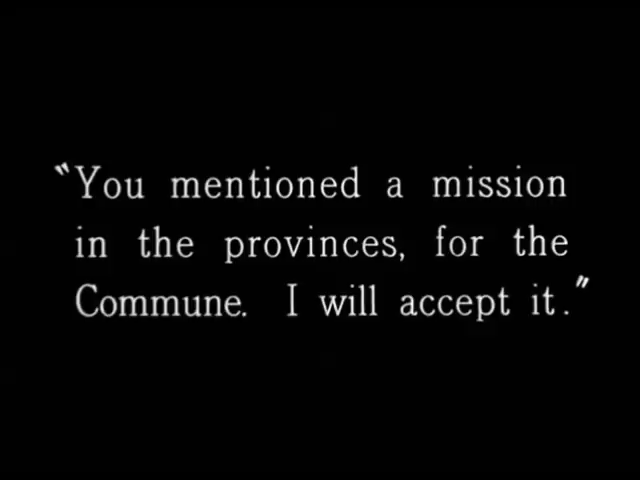 "You mentioned a mission
in the provinces, for the
Commune. I will accept it."